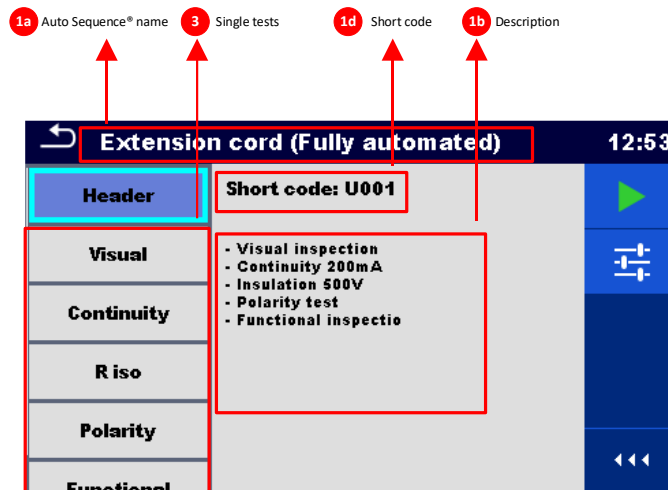 1a Auto Sequence® name 3 Single tests 1d Short code 1b Description
Extension cord (Fully automated) 12:53
Header
Short code: U001
Visual
- Visual inspection
- Continuity 200mA
- Insulation 500V
- Polarity test
- Functional inspectio
Continuity
R iso
Polarity
Functional